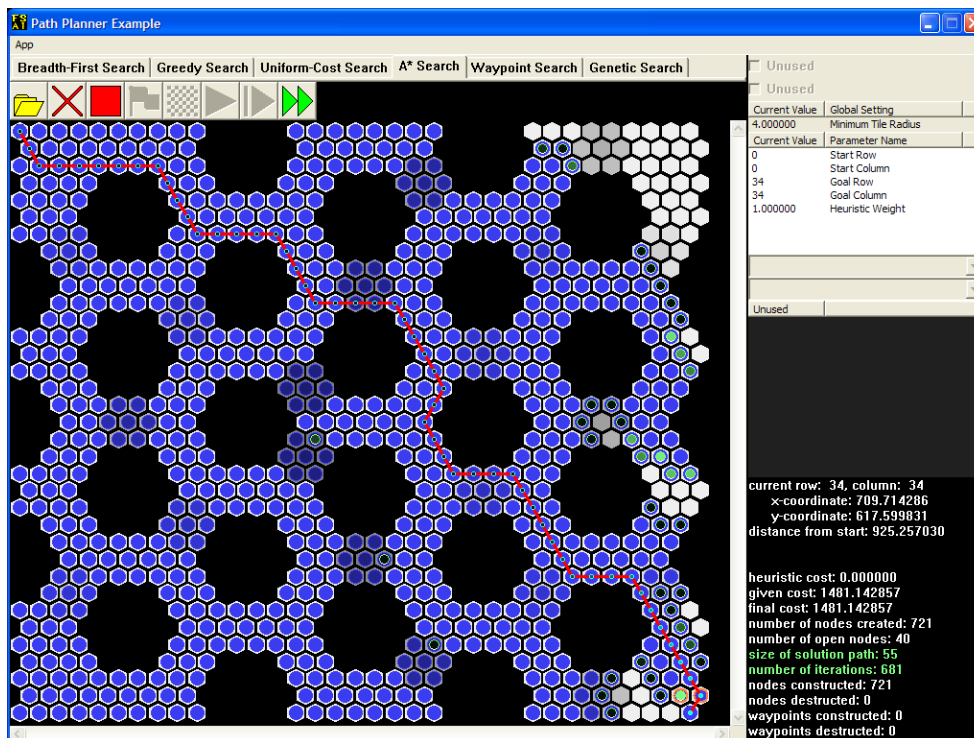 FS AI Path Planner Example
App
Breadth-First Search Greedy Search Uniform-Cost Search A* Search Waypoint Search Genetic Search
Unused
Unused
Current Value Global Setting
4.000000 Minimum Tile Radius
Current Value Parameter Name
0 Start Row
0 Start Column
34 Goal Row
34 Goal Column
1.000000 Heuristic Weight
Unused
current row: 34, column: 34
x-coordinate: 709.714286
y-coordinate: 617.599831
distance from start: 925.257030
heuristic cost: 0.000000
given cost: 1481.142857
final cost: 1481.142857
number of nodes created: 721
number of open nodes: 40
size of solution path: 55
number of iterations: 681
nodes constructed: 721
nodes destructed: 0
waypoints constructed: 0
waypoints destructed: 0